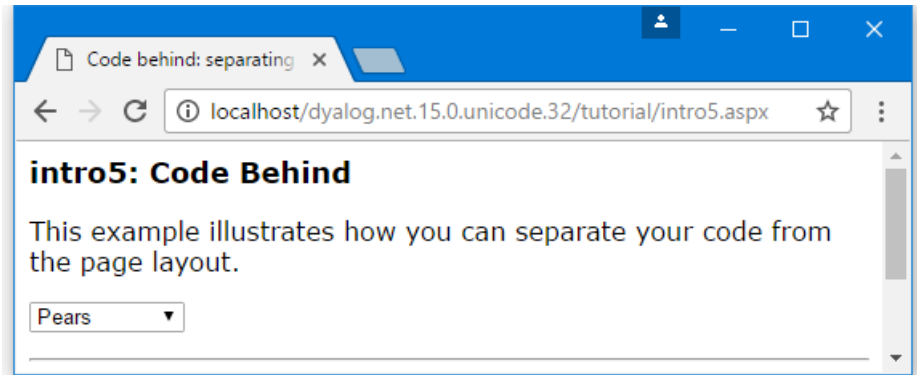 Code behind: separating
localhost/dyalog.net.15.0.unicode.32/tutorial/intro5.aspx
intro5: Code Behind
This example illustrates how you can separate your code from
the page layout.
Pears